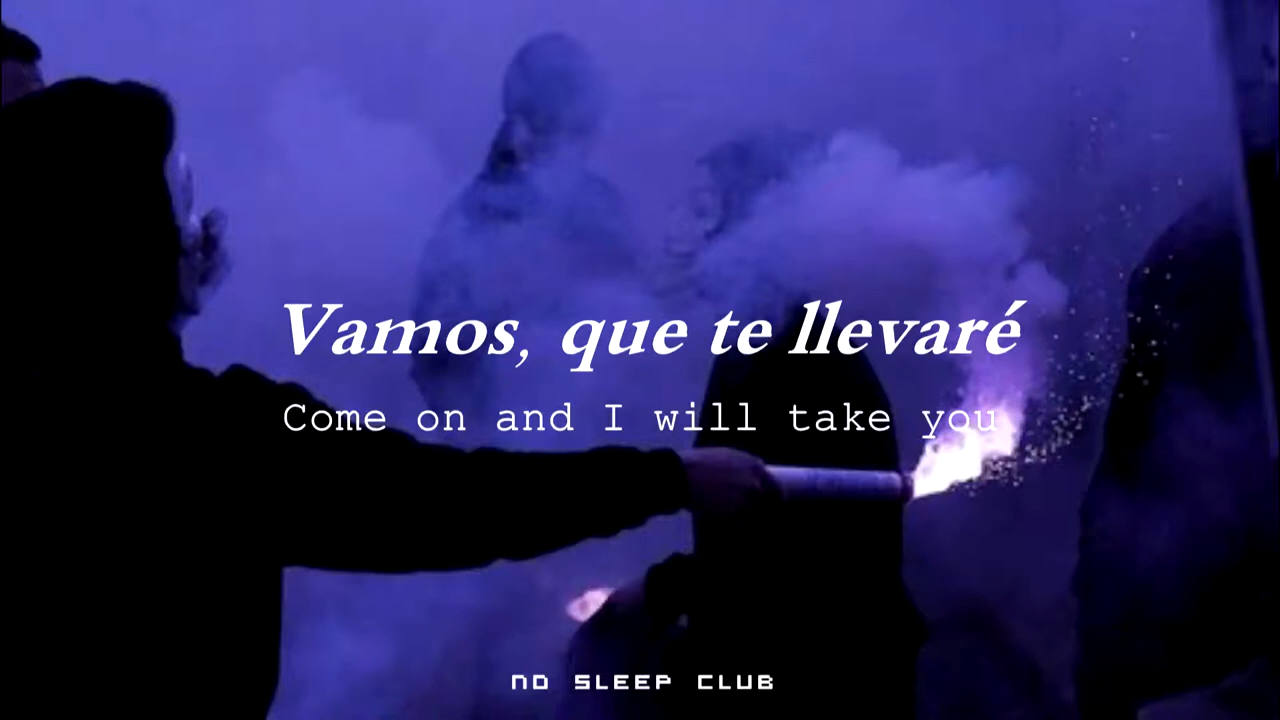 Vamos, que te llevaré
Come on and I will take you
NO SLEEP CLUB